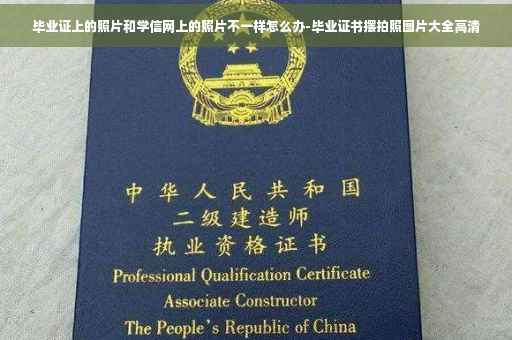 毕业证上的照片和学信网上的照片不一样怎么办-毕业证书摆拍照图片大全高清
中华人民共和国
二级建造师
执业资格证书
Professional Qualification Certificate
Associate Constructor
The People's Republic of China